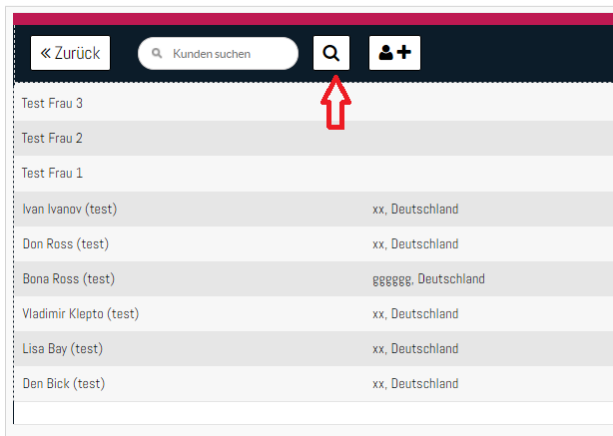 « Zurück Kunden suchen
Test Frau 3
Test Frau 2
Test Frau 1
Ivan Ivanov (test) xx, Deutschland
Don Ross (test) xx, Deutschland
Bona Ross (test) gggggg, Deutschland
Vladimir Klepto (test) xx, Deutschland
Lisa Bay (test) xx, Deutschland
Den Bick (test) xx, Deutschland